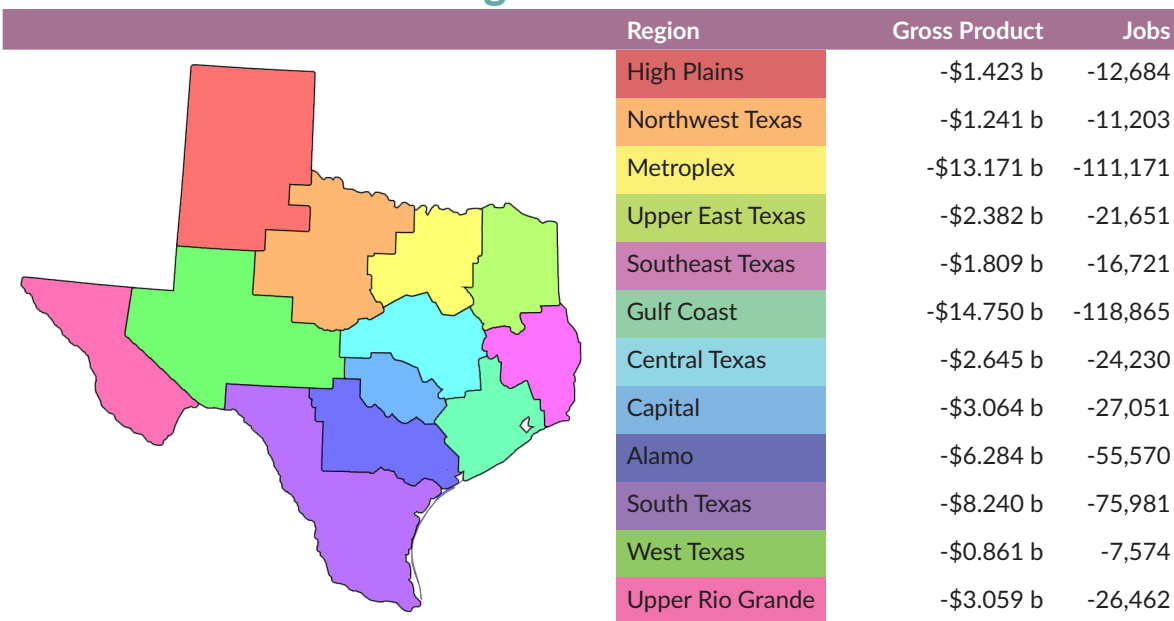 Region Gross Product Jobs
High Plains -$1.423 b -12,684
Northwest Texas -$1.241 b -11,203
Metroplex -$13.171 b -111,171
Upper East Texas -$2.382 b -21,651
Southeast Texas -$1.809 b -16,721
Gulf Coast -$14.750 b -118,865
Central Texas -$2.645 b -24,230
Capital -$3.064 b -27,051
Alamo -$6.284 b -55,570
South Texas -$8.240 b -75,981
West Texas -$0.861 b -7,574
Upper Rio Grande -$3.059 b -26,462